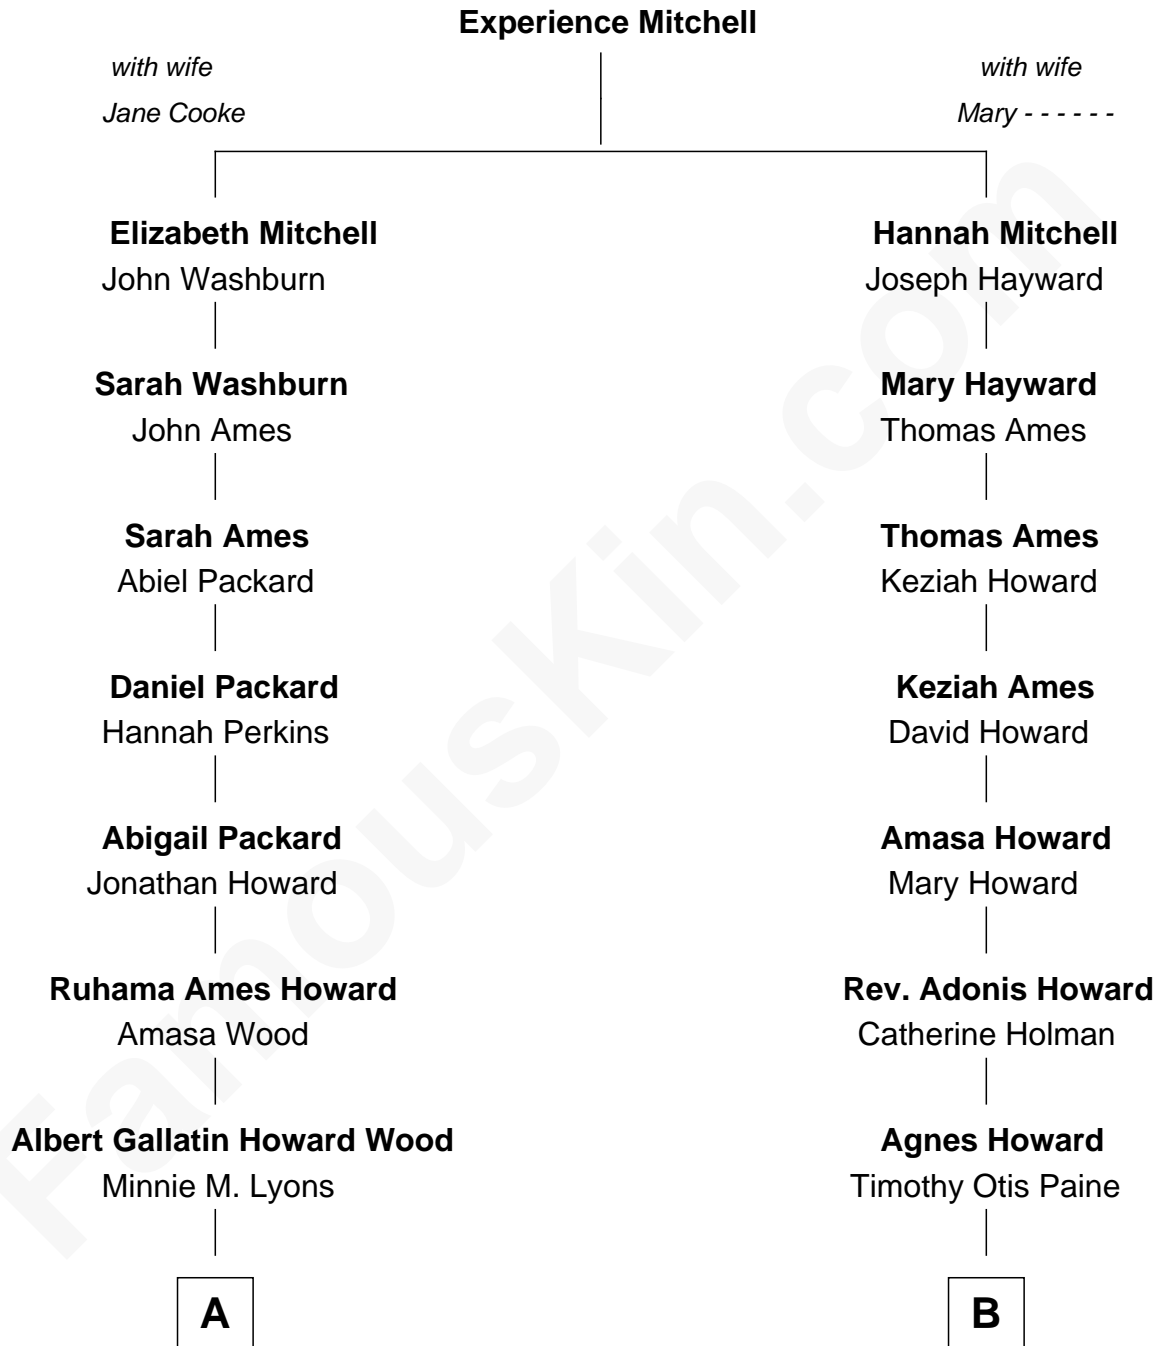 Experience Mitchell
with wife
Jane Cooke
with wife
Mary - - - - - -
Elizabeth Mitchell
John Washburn
Hannah Mitchell
Joseph Hayward
Sarah Washburn
John Ames
Mary Hayward
Thomas Ames
Sarah Ames
Abiel Packard
Thomas Ames
Keziah Howard
Daniel Packard
Hannah Perkins
Keziah Ames
David Howard
Abigail Packard
Jonathan Howard
Amasa Howard
Mary Howard
Ruhama Ames Howard
Amasa Wood
Rev. Adonis Howard
Catherine Holman
Albert Gallatin Howard Wood
Minnie M. Lyons
Agnes Howard
Timothy Otis Paine
A
B
FamousKin.com